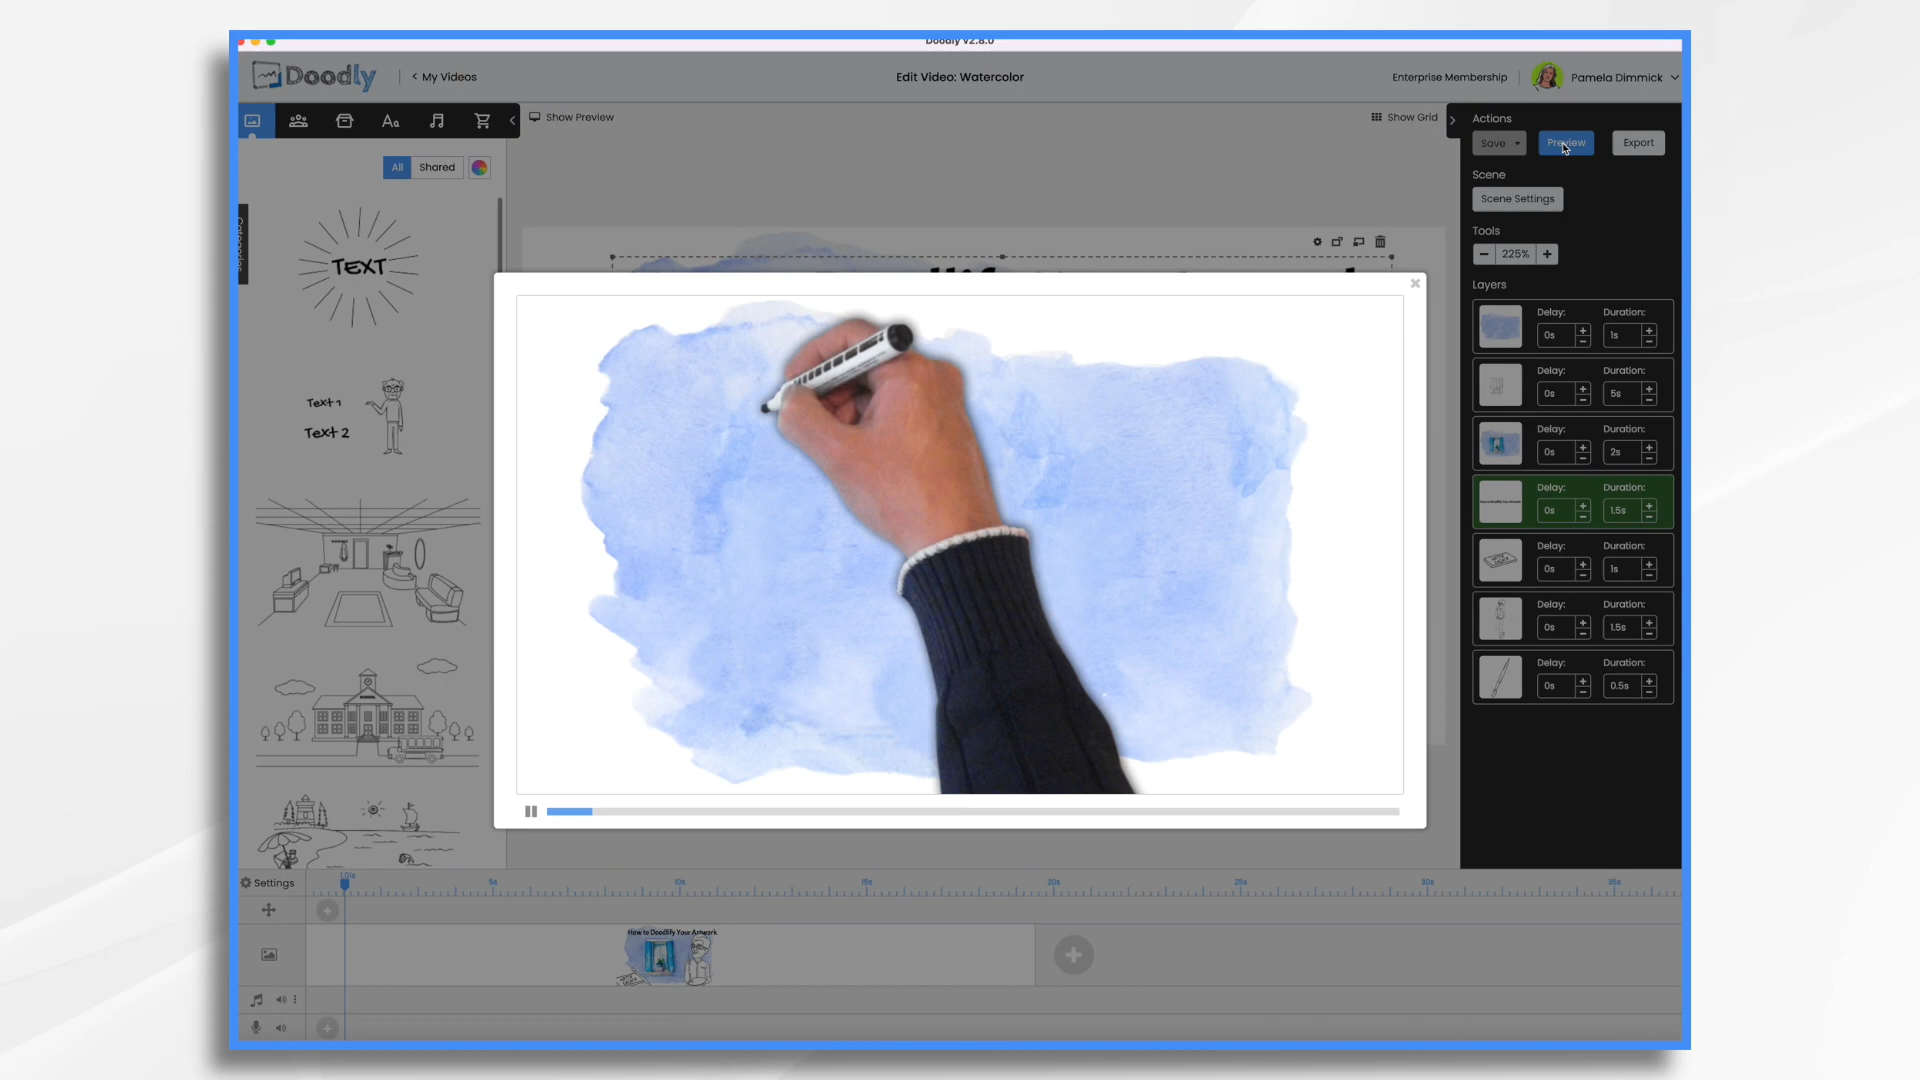 Doodly v2.8.0
Doodly
< My Videos
Edit Video: Watercolor
Enterprise Membership
Pamela Dimmick
Aa
Show Preview
Show Grid
Actions
Save
Preview
Export
All
Shared
Categories
Scene
Scene Settings
Tools
225%
Layers
TEXT
Text 1
Text 2
Delay:
Duration:
0s
1s
Delay:
Duration:
0s
5s
Delay:
Duration:
0s
2s
Delay:
Duration:
0s
1.5s
Delay:
Duration:
0s
1s
Delay:
Duration:
0s
1.5s
Delay:
Duration:
0s
0.5s
Settings
1.01s
5s
10s
15s
20s
25s
30s
35s
How to Doodlify Your Artwork